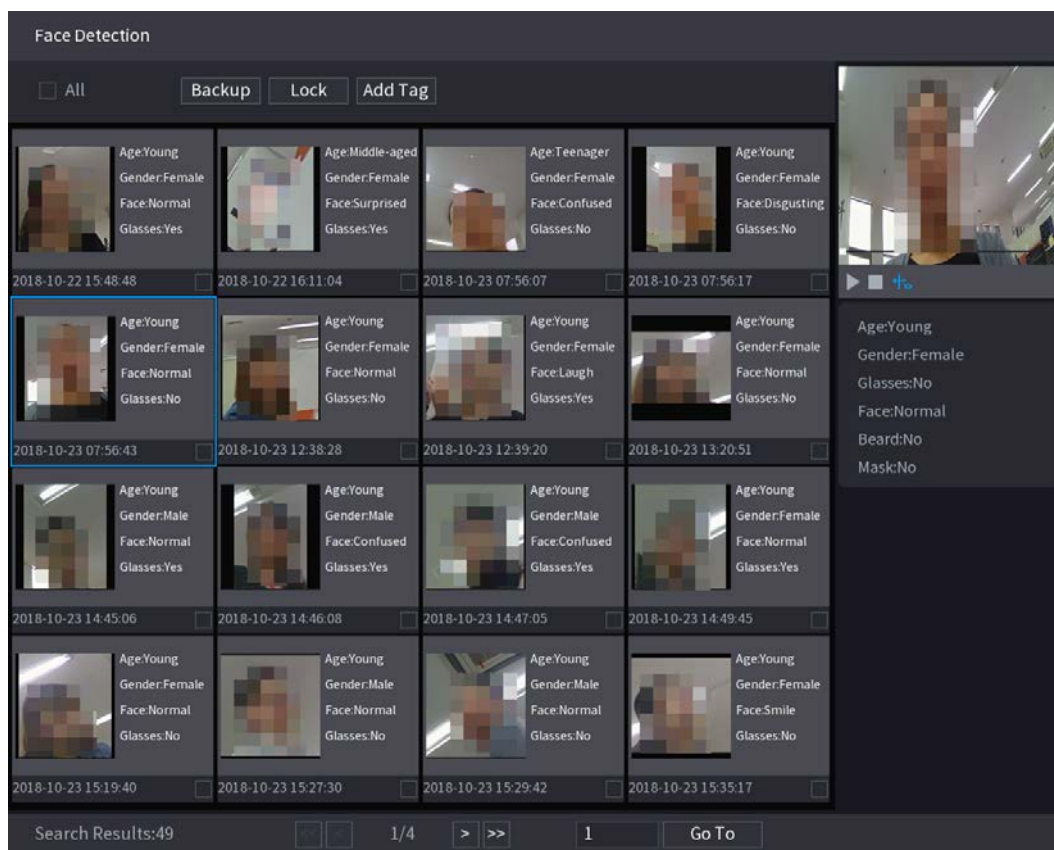 Face Detection
All Backup Lock Add Tag
Age:Young
Gender:Female
Face:Normal
Glasses:Yes
2018-10-22 15:48:48
Age:Middle-aged
Gender:Female
Face:Surprised
Glasses:Yes
2018-10-22 16:11:04
Age:Teenager
Gender:Female
Face:Confused
Glasses:No
2018-10-23 07:56:07
Age:Young
Gender:Female
Face:Disgusting
Glasses:No
2018-10-23 07:56:17
Age:Young
Gender:Female
Face:Normal
Glasses:No
2018-10-23 07:56:43
Age:Young
Gender:Female
Face:Normal
Glasses:No
2018-10-23 12:38:28
Age:Young
Gender:Female
Face:Laugh
Glasses:Yes
2018-10-23 12:39:20
Age:Young
Gender:Female
Face:Normal
Glasses:No
2018-10-23 13:20:51
Age:Young
Gender:Male
Face:Normal
Glasses:Yes
2018-10-23 14:45:06
Age:Young
Gender:Male
Face:Confused
Glasses:Yes
2018-10-23 14:46:08
Age:Young
Gender:Male
Face:Confused
Glasses:Yes
2018-10-23 14:47:05
Age:Young
Gender:Female
Face:Normal
Glasses:Yes
2018-10-23 14:49:45
Age:Young
Gender:Female
Face:Normal
Glasses:No
2018-10-23 15:19:40
Age:Young
Gender:Male
Face:Normal
Glasses:No
2018-10-23 15:27:30
Age:Young
Gender:Male
Face:Normal
Glasses:No
2018-10-23 15:29:42
Age:Young
Gender:Female
Face:Smile
Glasses:No
2018-10-23 15:35:17
Age:Young
Gender:Female
Glasses:No
Face:Normal
Beard:No
Mask:No
Search Results:49 << < 1/4 > >> 1 Go To